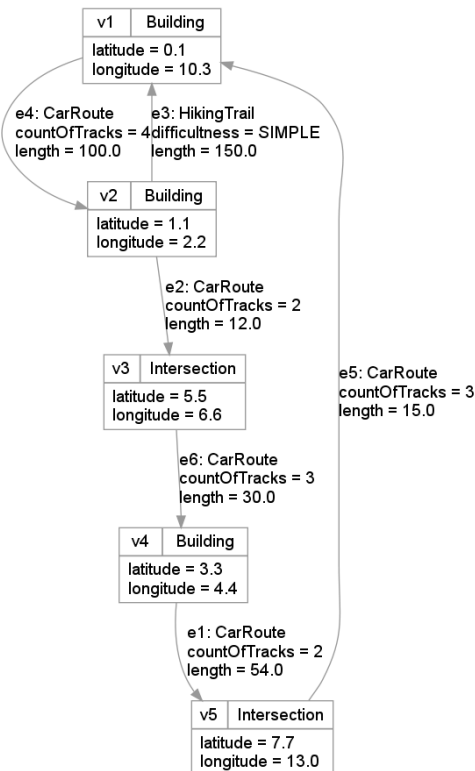 v1 Building
latitude = 0.1
longitude = 10.3
e4: CarRoute
countOfTracks = 4
length = 100.0
e3: HikingTrail
difficultness = SIMPLE
length = 150.0
v2 Building
latitude = 1.1
longitude = 2.2
e2: CarRoute
countOfTracks = 2
length = 12.0
v3 Intersection
latitude = 5.5
longitude = 6.6
e5: CarRoute
countOfTracks = 3
length = 15.0
e6: CarRoute
countOfTracks = 3
length = 30.0
v4 Building
latitude = 3.3
longitude = 4.4
e1: CarRoute
countOfTracks = 2
length = 54.0
v5 Intersection
latitude = 7.7
longitude = 13.0